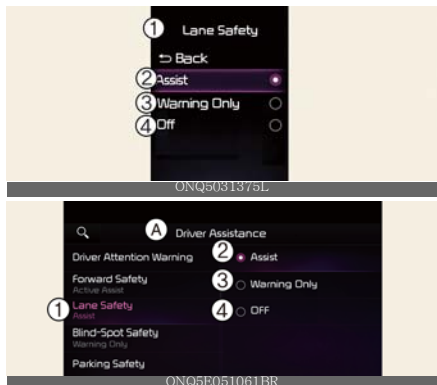 ① Lane Safety
⮌ Back
② Assist
③ Warning Only
④ Off
ONQ5031375L
Ⓐ Driver Assistance
Driver Attention Warning
② Assist
Forward Safety
Active Assist
③ Warning Only
① Lane Safety
Assist
④ OFF
Blind-Spot Safety
Warning Only
Parking Safety
ONQ5E051061BR